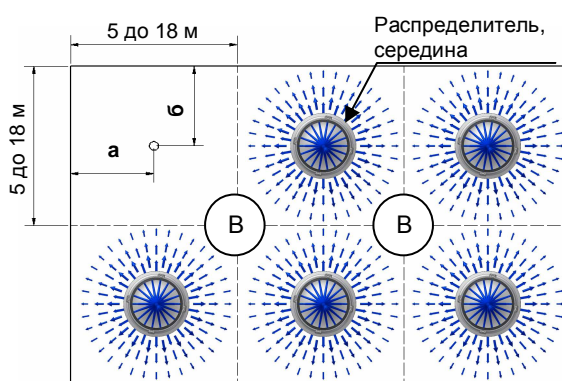 5 до 18 м
Распределитель,
середина
5 до 18 м
б
а
В
В